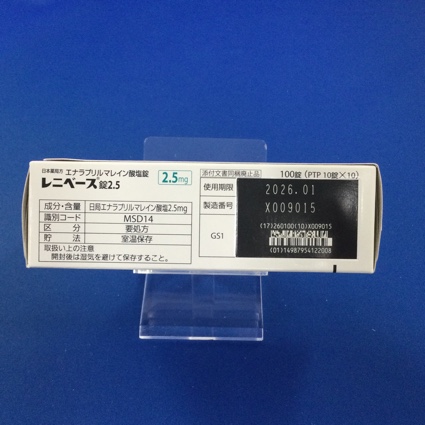 日本薬局方 エナラプリルマレイン酸塩錠
レニベース®錠2.5
2.5mg
成分・含量 日局エナラプリルマレイン酸塩2.5mg
識別コード MSD14
区分 要処方
貯法 室温保存
取扱い上の注意
開封後は湿気を避けて保存すること。
添付文書同梱廃止品
100錠(PTP 10錠×10)
使用期限 2026.01
製造番号 X009015
GS1
(17)260100(10)X009015
(01)14987954122008